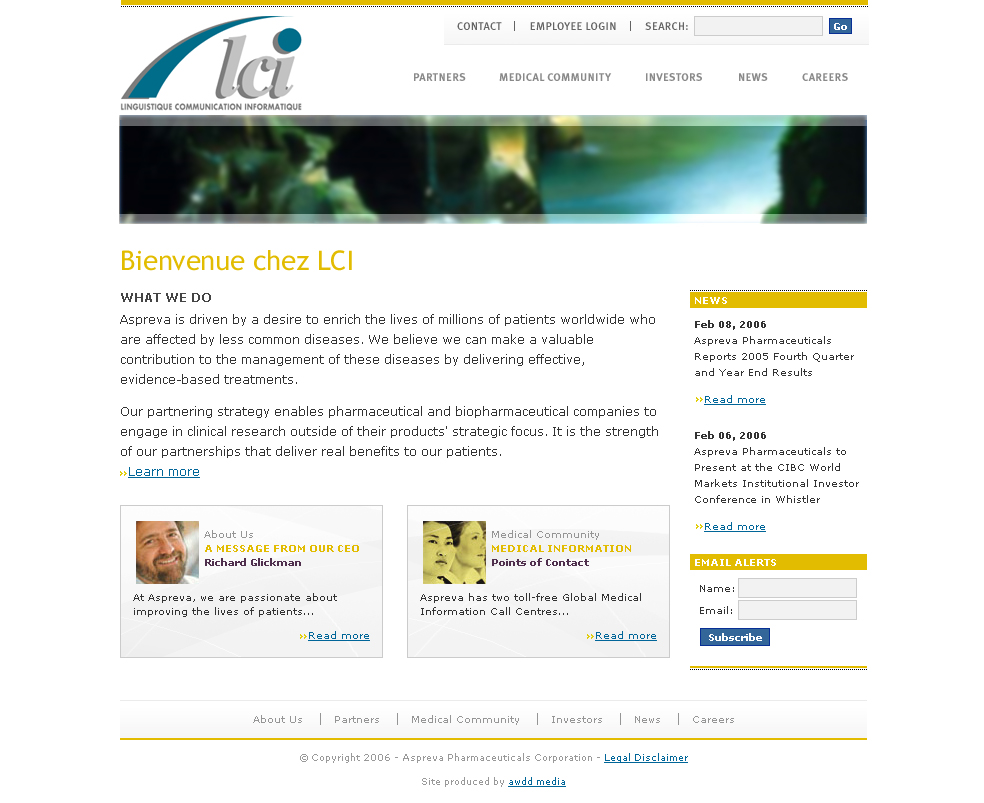 CONTACT | EMPLOYEE LOGIN | SEARCH: Go
lci
LINGUISTIQUE COMMUNICATION INFORMATIQUE
PARTNERS MEDICAL COMMUNITY INVESTORS NEWS CAREERS
Bienvenue chez LCI
WHAT WE DO
Aspreva is driven by a desire to enrich the lives of millions of patients worldwide who
are affected by less common diseases. We believe we can make a valuable
contribution to the management of these diseases by delivering effective,
evidence-based treatments.
Our partnering strategy enables pharmaceutical and biopharmaceutical companies to
engage in clinical research outside of their products' strategic focus. It is the strength
of our partnerships that deliver real benefits to our patients.
Learn more
About Us
A MESSAGE FROM OUR CEO
Richard Glickman
At Aspreva, we are passionate about
improving the lives of patients...
Read more
Medical Community
MEDICAL INFORMATION
Points of Contact
Aspreva has two toll-free Global Medical
Information Call Centres...
Read more
NEWS
Feb 08, 2006
Aspreva Pharmaceuticals
Reports 2005 Fourth Quarter
and Year End Results
Read more
Feb 06, 2006
Aspreva Pharmaceuticals to
Present at the CIBC World
Markets Institutional Investor
Conference in Whistler
Read more
EMAIL ALERTS
Name:
Email:
Subscribe
About Us | Partners | Medical Community | Investors | News | Careers
© Copyright 2006 - Aspreva Pharmaceuticals Corporation - Legal Disclaimer
Site produced by awdd media